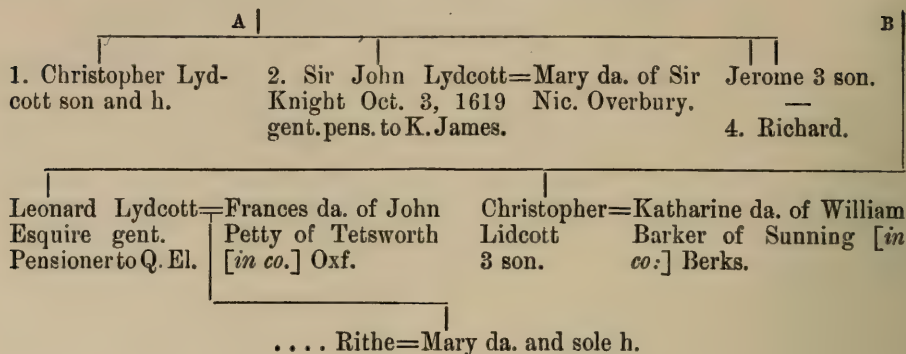 A B
1. Christopher Lyd-
cott son and h.
2. Sir John Lydcott=Mary da. of Sir
Knight Oct. 3, 1619 Nic. Overbury.
gent. pens. to K. James.
Jerome 3 son.
—
4. Richard.
Leonard Lydcott=Frances da. of John
Esquire gent. Petty of Tetsworth
Pensioner to Q. El. [in co.] Oxf.
Christopher=Katharine da. of William
Lidcott Barker of Sunning [in
3 son. co:] Berks.
.... Rithe=Mary da. and sole h.